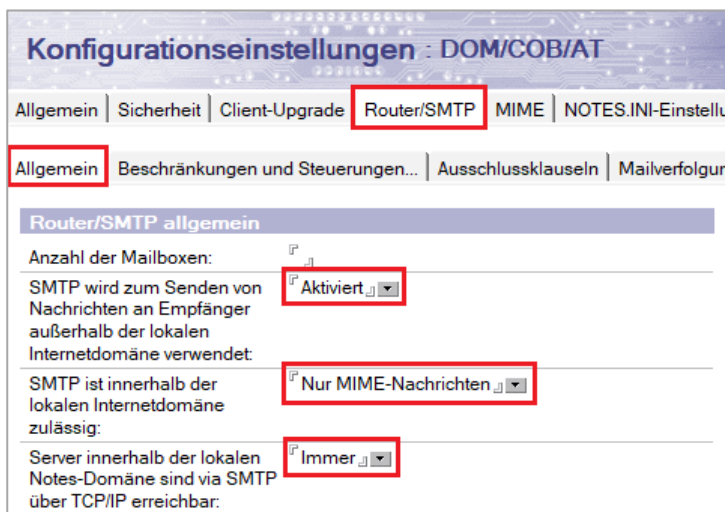 Konfigurationseinstellungen : DOM/COB/AT
Allgemein | Sicherheit | Client-Upgrade | Router/SMTP | MIME | NOTES.INI-Einstellu
Allgemein | Beschränkungen und Steuerungen... | Ausschlussklauseln | Mailverfolgur
Router/SMTP allgemein
Anzahl der Mailboxen:
SMTP wird zum Senden von Aktiviert
Nachrichten an Empfänger
außerhalb der lokalen
Internetdomäne verwendet:
SMTP ist innerhalb der Nur MIME-Nachrichten
lokalen Internetdomäne
zulässig:
Server innerhalb der lokalen Immer
Notes-Domäne sind via SMTP
über TCP/IP erreichbar: